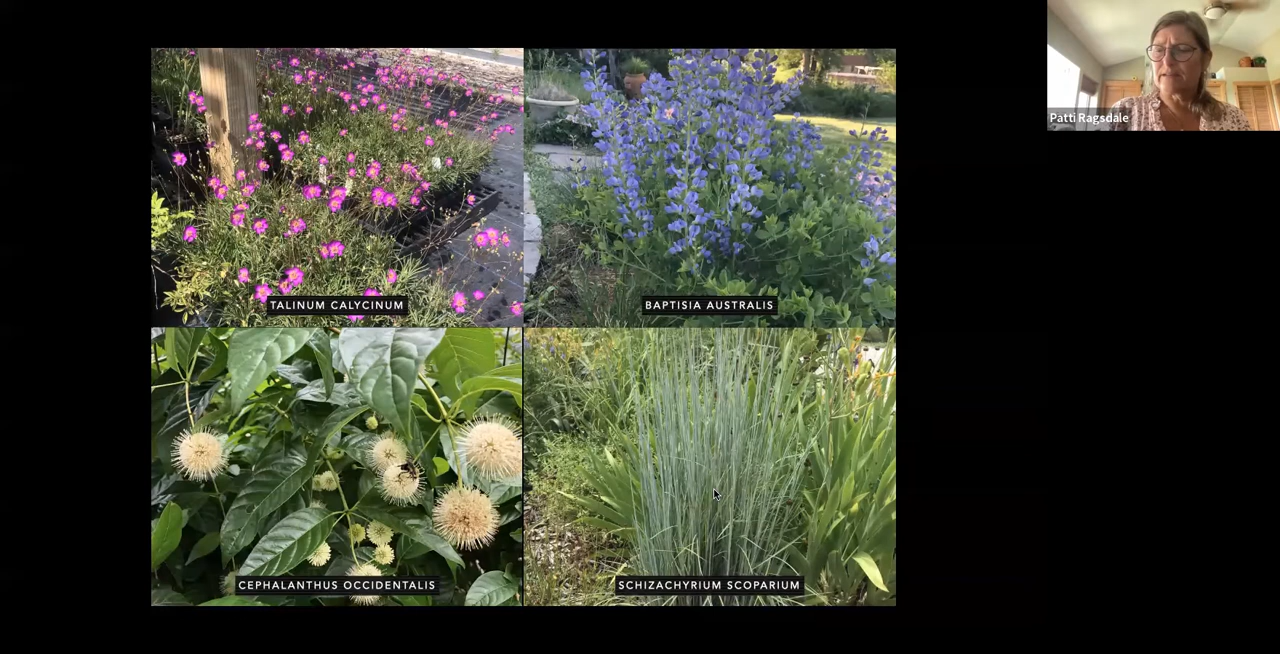 Patti Ragsdale
TALINUM CALYCINUM
BAPTISIA AUSTRALIS
CEPHALANTHUS OCCIDENTALIS
SCHIZACHYRIUM SCOPARIUM